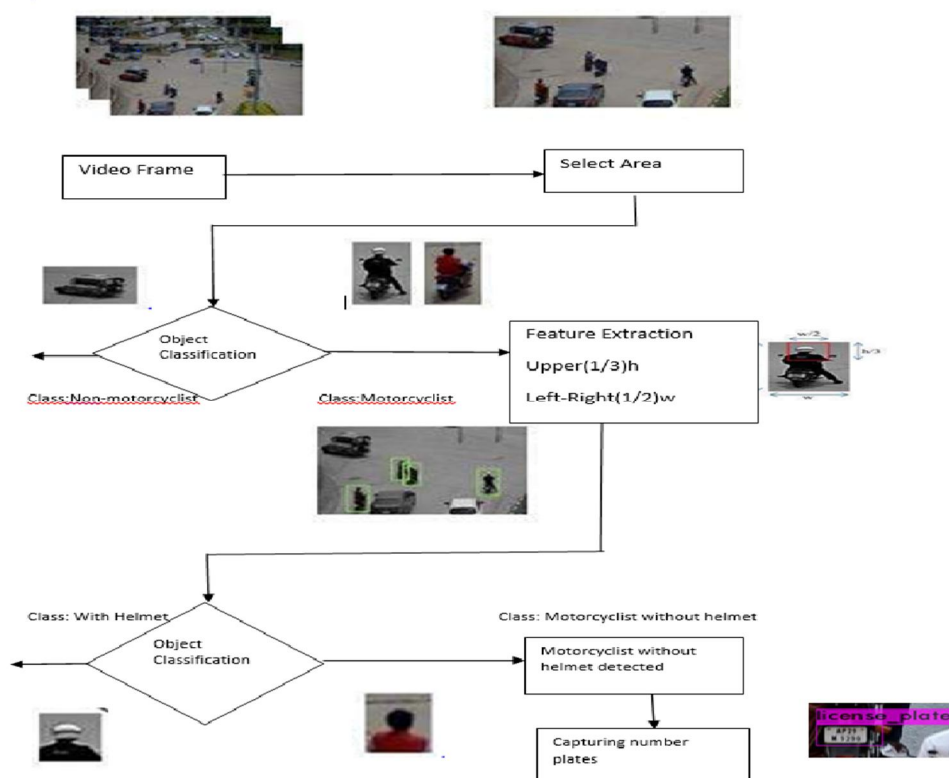 Video Frame
Select Area
Object
Classification
Feature Extraction
Upper(1/3)h
Left-Right(1/2)w
w/2
h/3
w
Class:Non-motorcyclist
Class:Motorcyclist
Class: With Helmet
Class: Motorcyclist without helmet
Object
Classification
Motorcyclist without
helmet detected
Capturing number
plates
license_plate
AP29